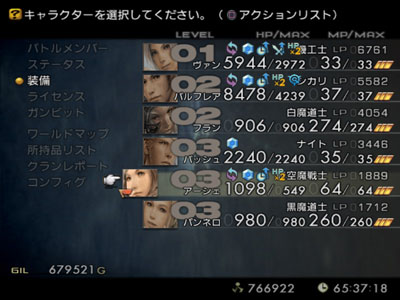 キャラクターを選択してください。（ アクションリスト）
LEVEL HP/MAX MP/MAX
バトルメンバー
ステータス
装備
ライセンス
ガンビット
ワールドマップ
所持品リスト
クランレポート
コンフィグ
01 機工士 LP 6761
ヴァン 5944/2972 33/33
02 シカリ LP 5582
バルフレア 8478/4239 37/37
02 白魔道士 LP 4054
フラン 906/906 274/274
03 ナイト LP 3446
バッシュ 2240/2240 35/35
03 空魔戦士 LP 1889
アーシェ 1098/549 64/64
03 黒魔道士 LP 1712
パンネロ 980/980 260/260
GIL 679521 G
766922 65:37:18